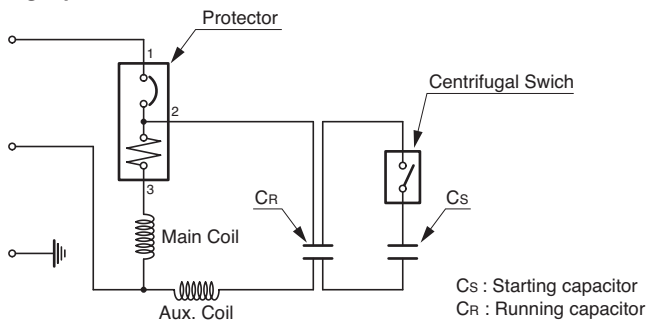 Protector
1
Centrifugal Swich
2
3
CR
CS
Main Coil
Aux. Coil
CS : Starting capacitor
CR : Running capacitor